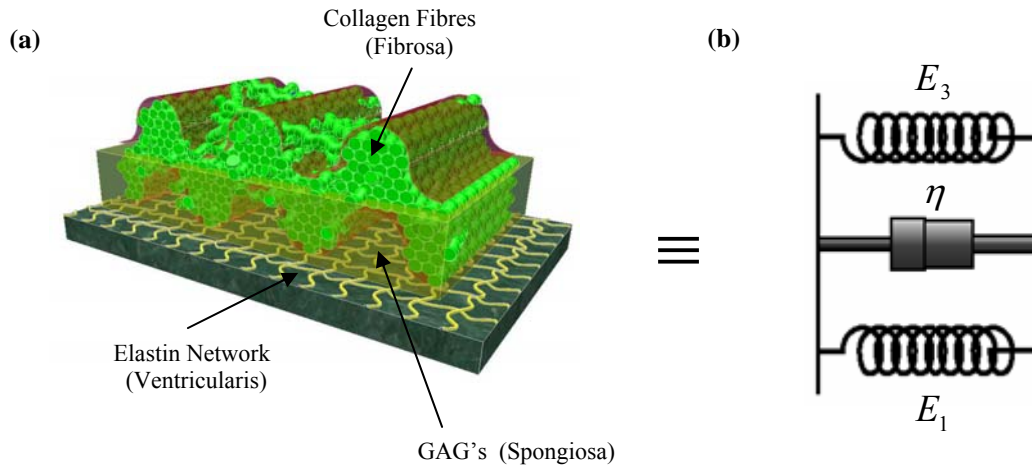 (a)
Collagen Fibres
(Fibrosa)
Elastin Network
(Ventricularis)
GAG's (Spongiosa)
≡
(b)
E₃
η
E₁